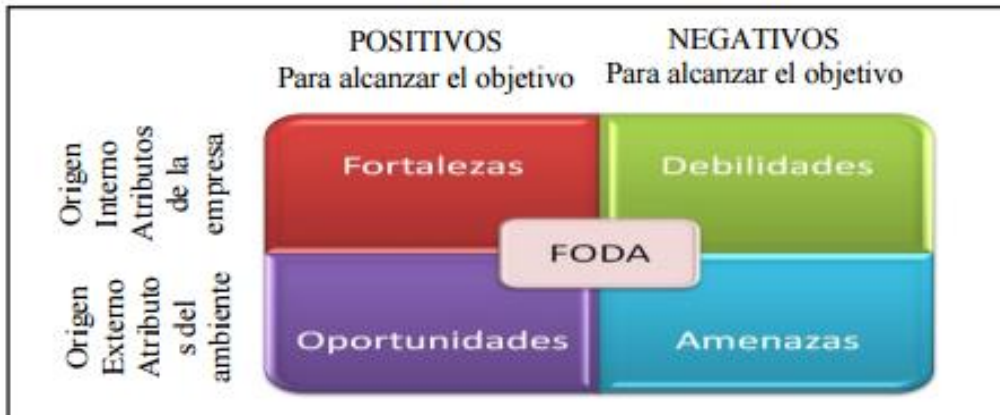 POSITIVOS
Para alcanzar el objetivo
NEGATIVOS
Para alcanzar el objetivo
Origen
Interno
Atributos
de la
empresa
Fortalezas
Debilidades
FODA
Origen
Externo
Atributo
s del
ambiente
Oportunidades
Amenazas